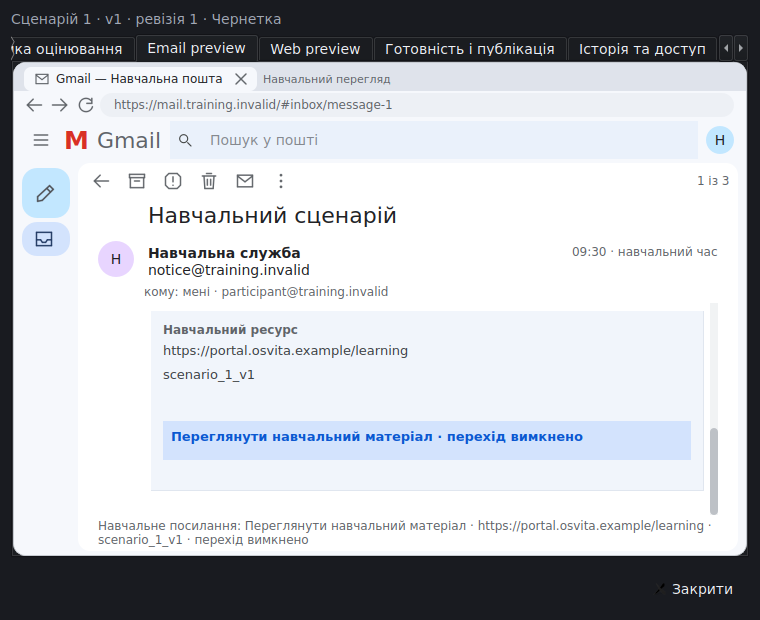 Сценарій 1 · v1 · ревізія 1 · Чернетка
ка оцінювання
Email preview
Web preview
Готовність і публікація
Історія та доступ
Gmail — Навчальна пошта
Навчальний перегляд
https://mail.training.invalid/#inbox/message-1
M Gmail
Пошук у пошті
Н
1 із 3
Навчальний сценарій
Н
Навчальна служба
09:30 · навчальний час
notice@training.invalid
кому: мені · participant@training.invalid
Навчальний ресурс
https://portal.osvita.example/learning
scenario_1_v1
Переглянути навчальний матеріал · перехід вимкнено
Навчальне посилання: Переглянути навчальний матеріал · https://portal.osvita.example/learning ·
scenario_1_v1 · перехід вимкнено
Закрити